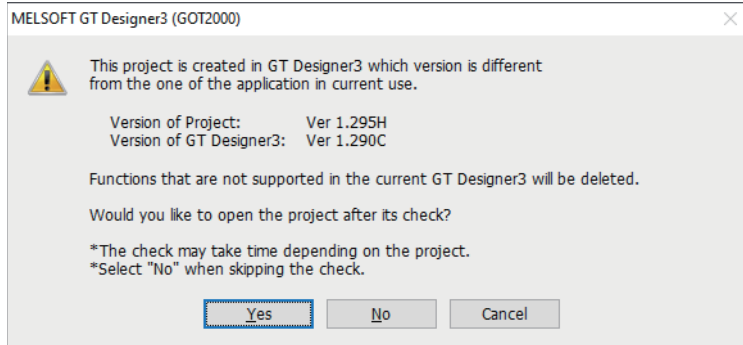 MELSOFT GT Designer3 (GOT2000)
This project is created in GT Designer3 which version is different
from the one of the application in current use.
Version of Project: Ver 1.295H
Version of GT Designer3: Ver 1.290C
Functions that are not supported in the current GT Designer3 will be deleted.
Would you like to open the project after its check?
*The check may take time depending on the project.
*Select "No" when skipping the check.
Yes No Cancel